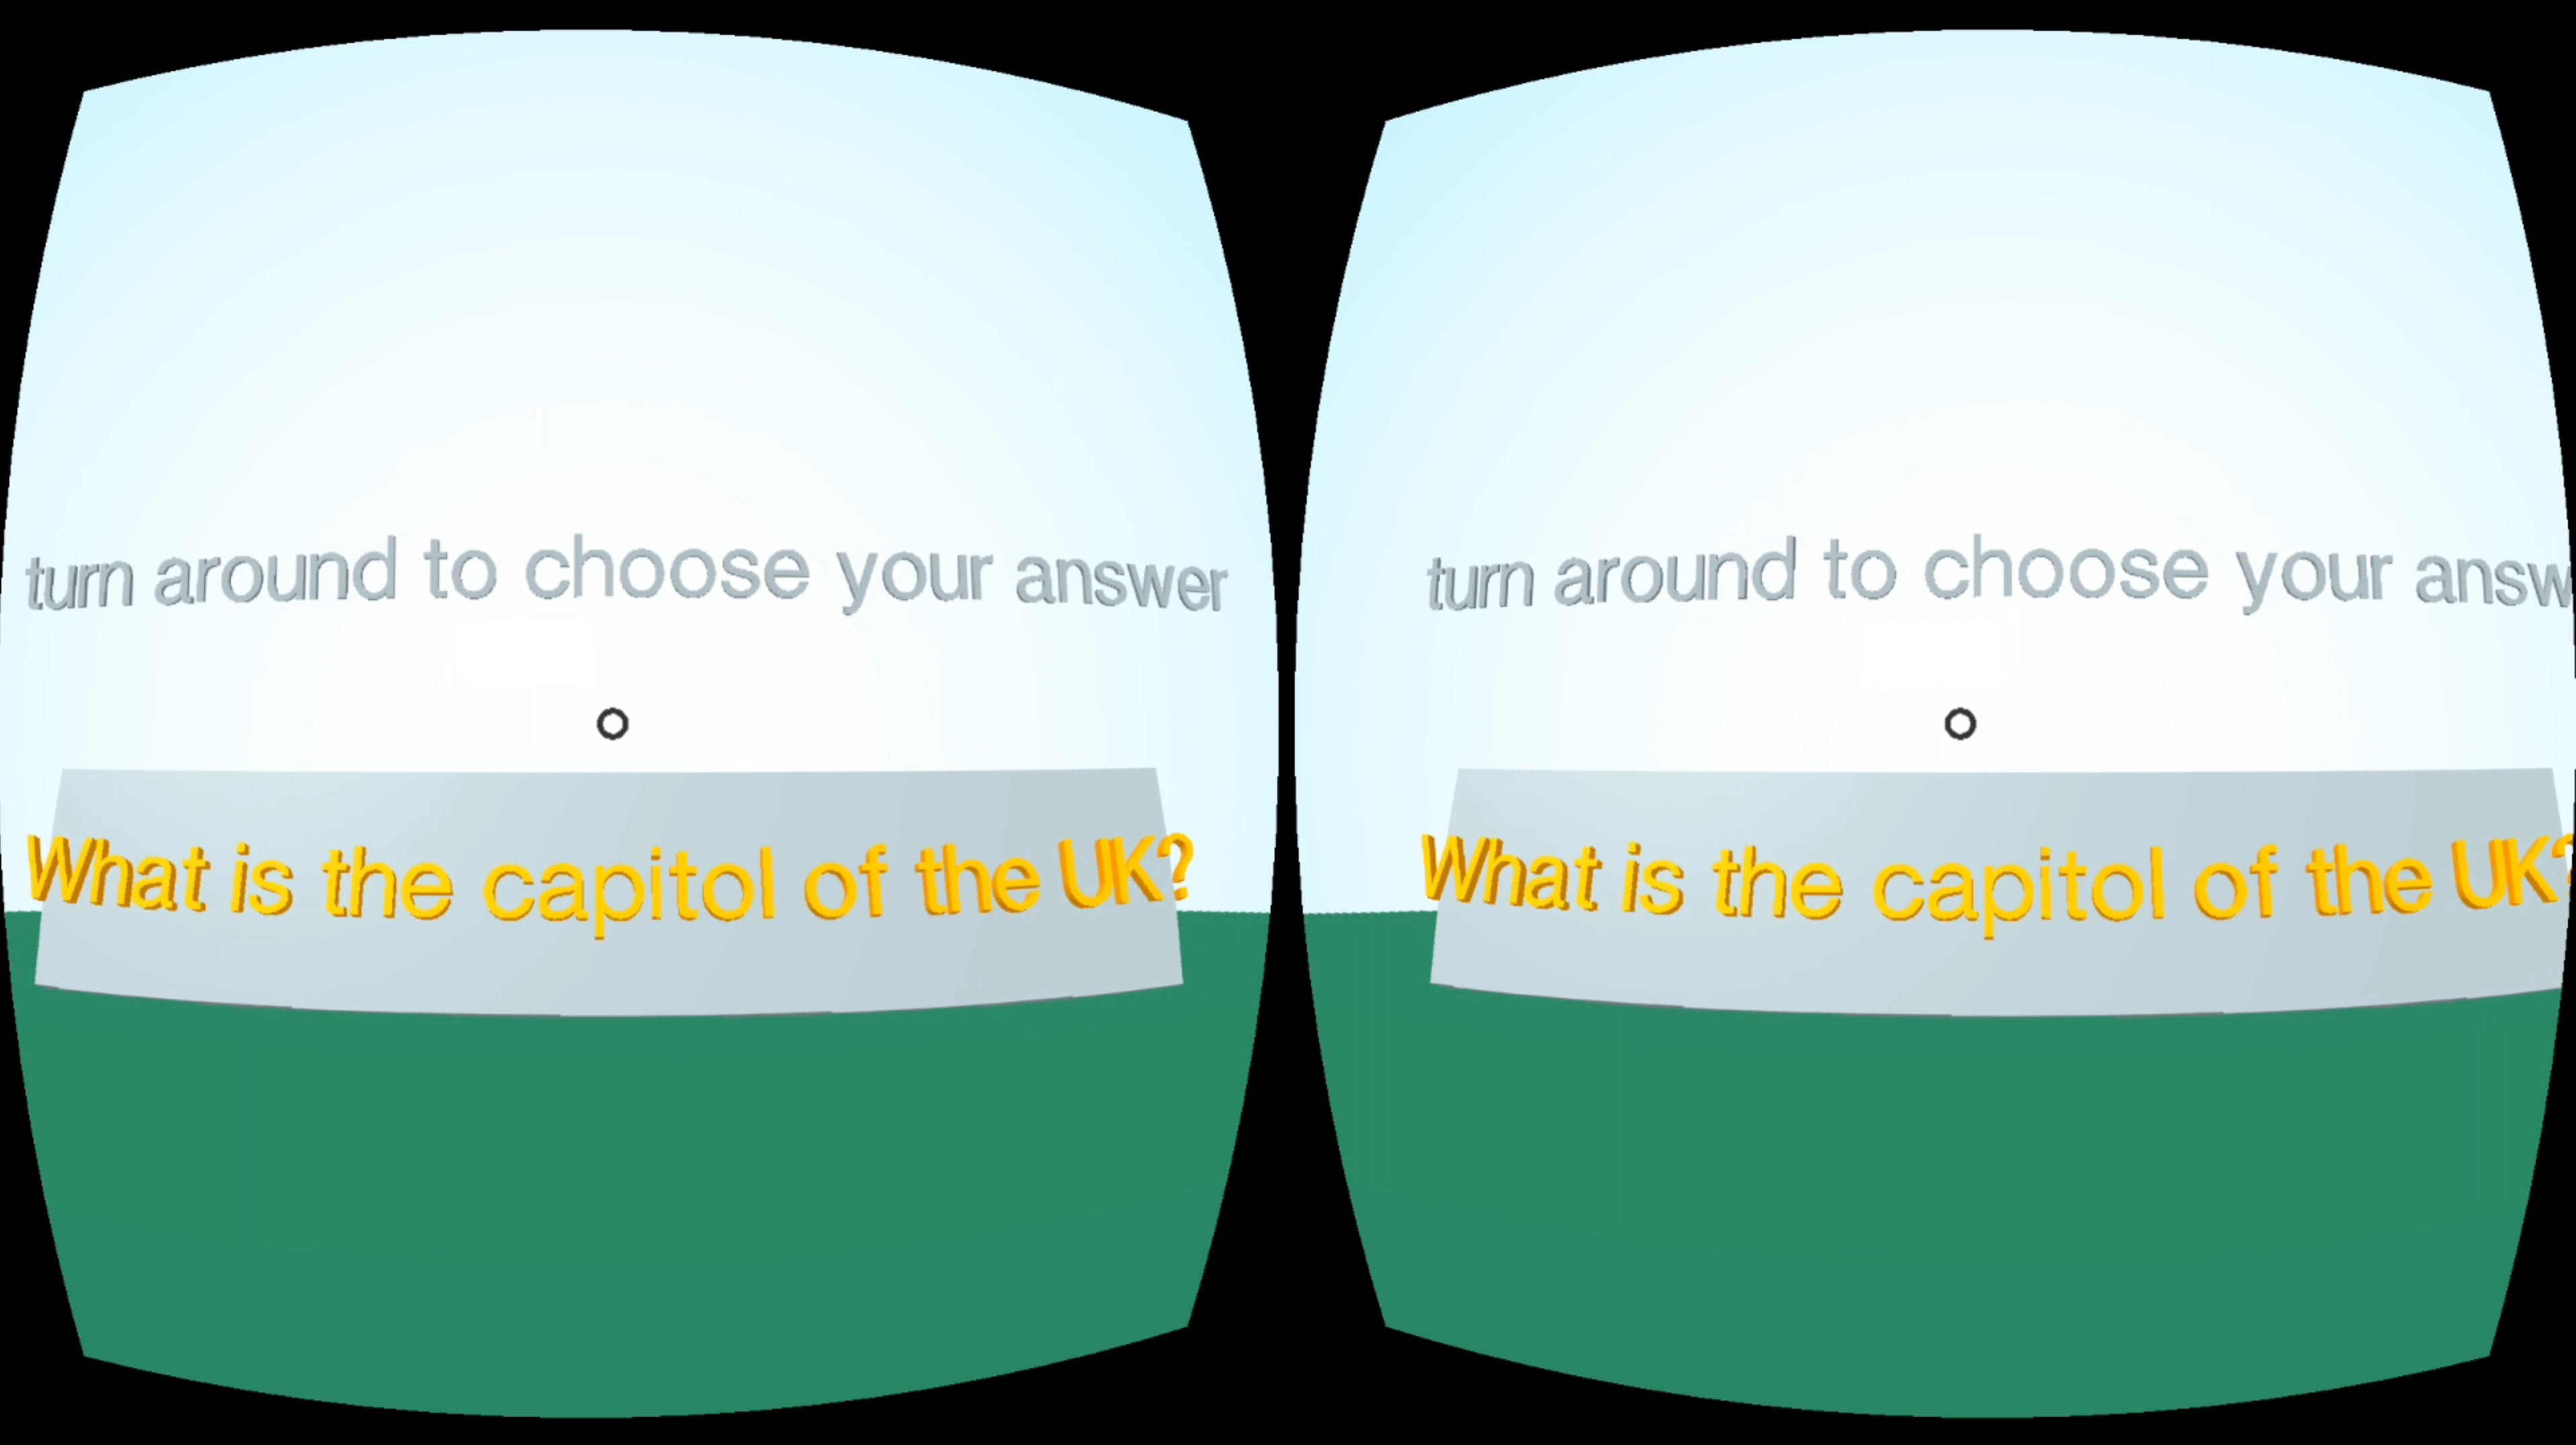 turn around to choose your answer
What is the capitol of the UK?
turn around to choose your answ
What is the capitol of the UK?